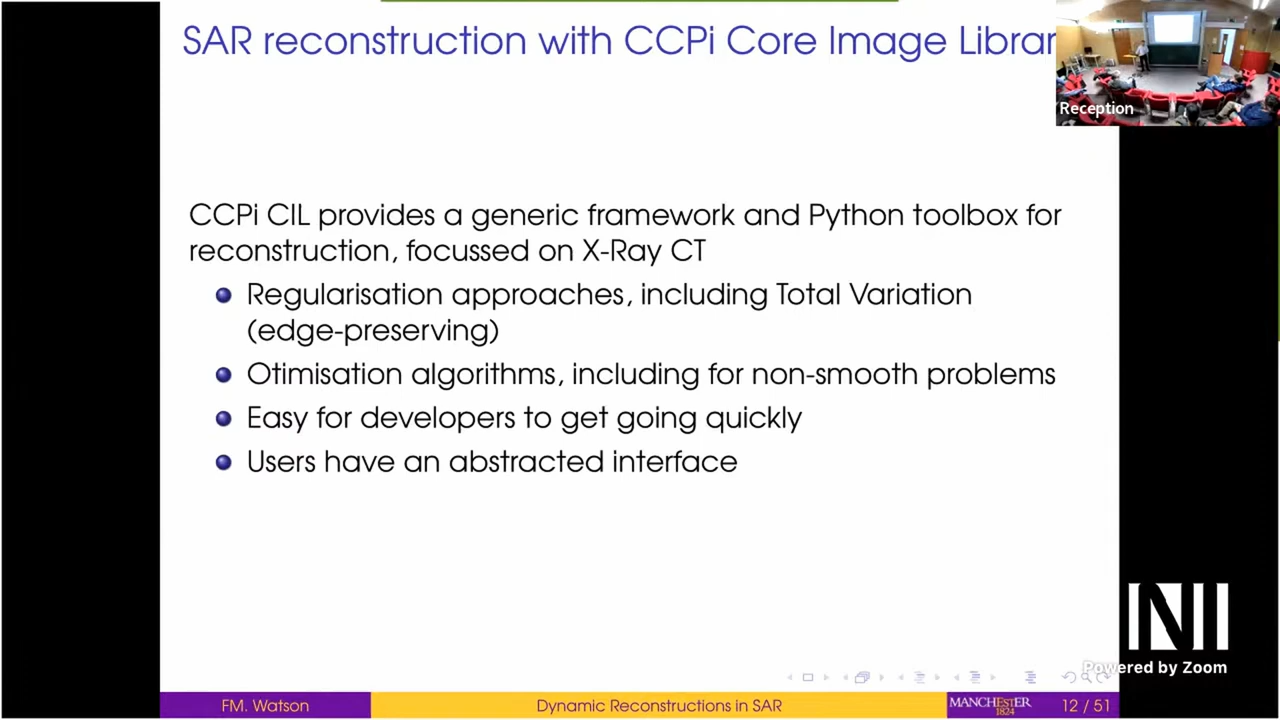 SAR reconstruction with CCPi Core Image Librar
Reception
CCPi CIL provides a generic framework and Python toolbox for
reconstruction, focussed on X-Ray CT
Regularisation approaches, including Total Variation
(edge-preserving)
Otimisation algorithms, including for non-smooth problems
Easy for developers to get going quickly
Users have an abstracted interface
Powered by Zoom
FM. Watson
Dynamic Reconstructions in SAR
MANCHESTER
1824
12 / 51